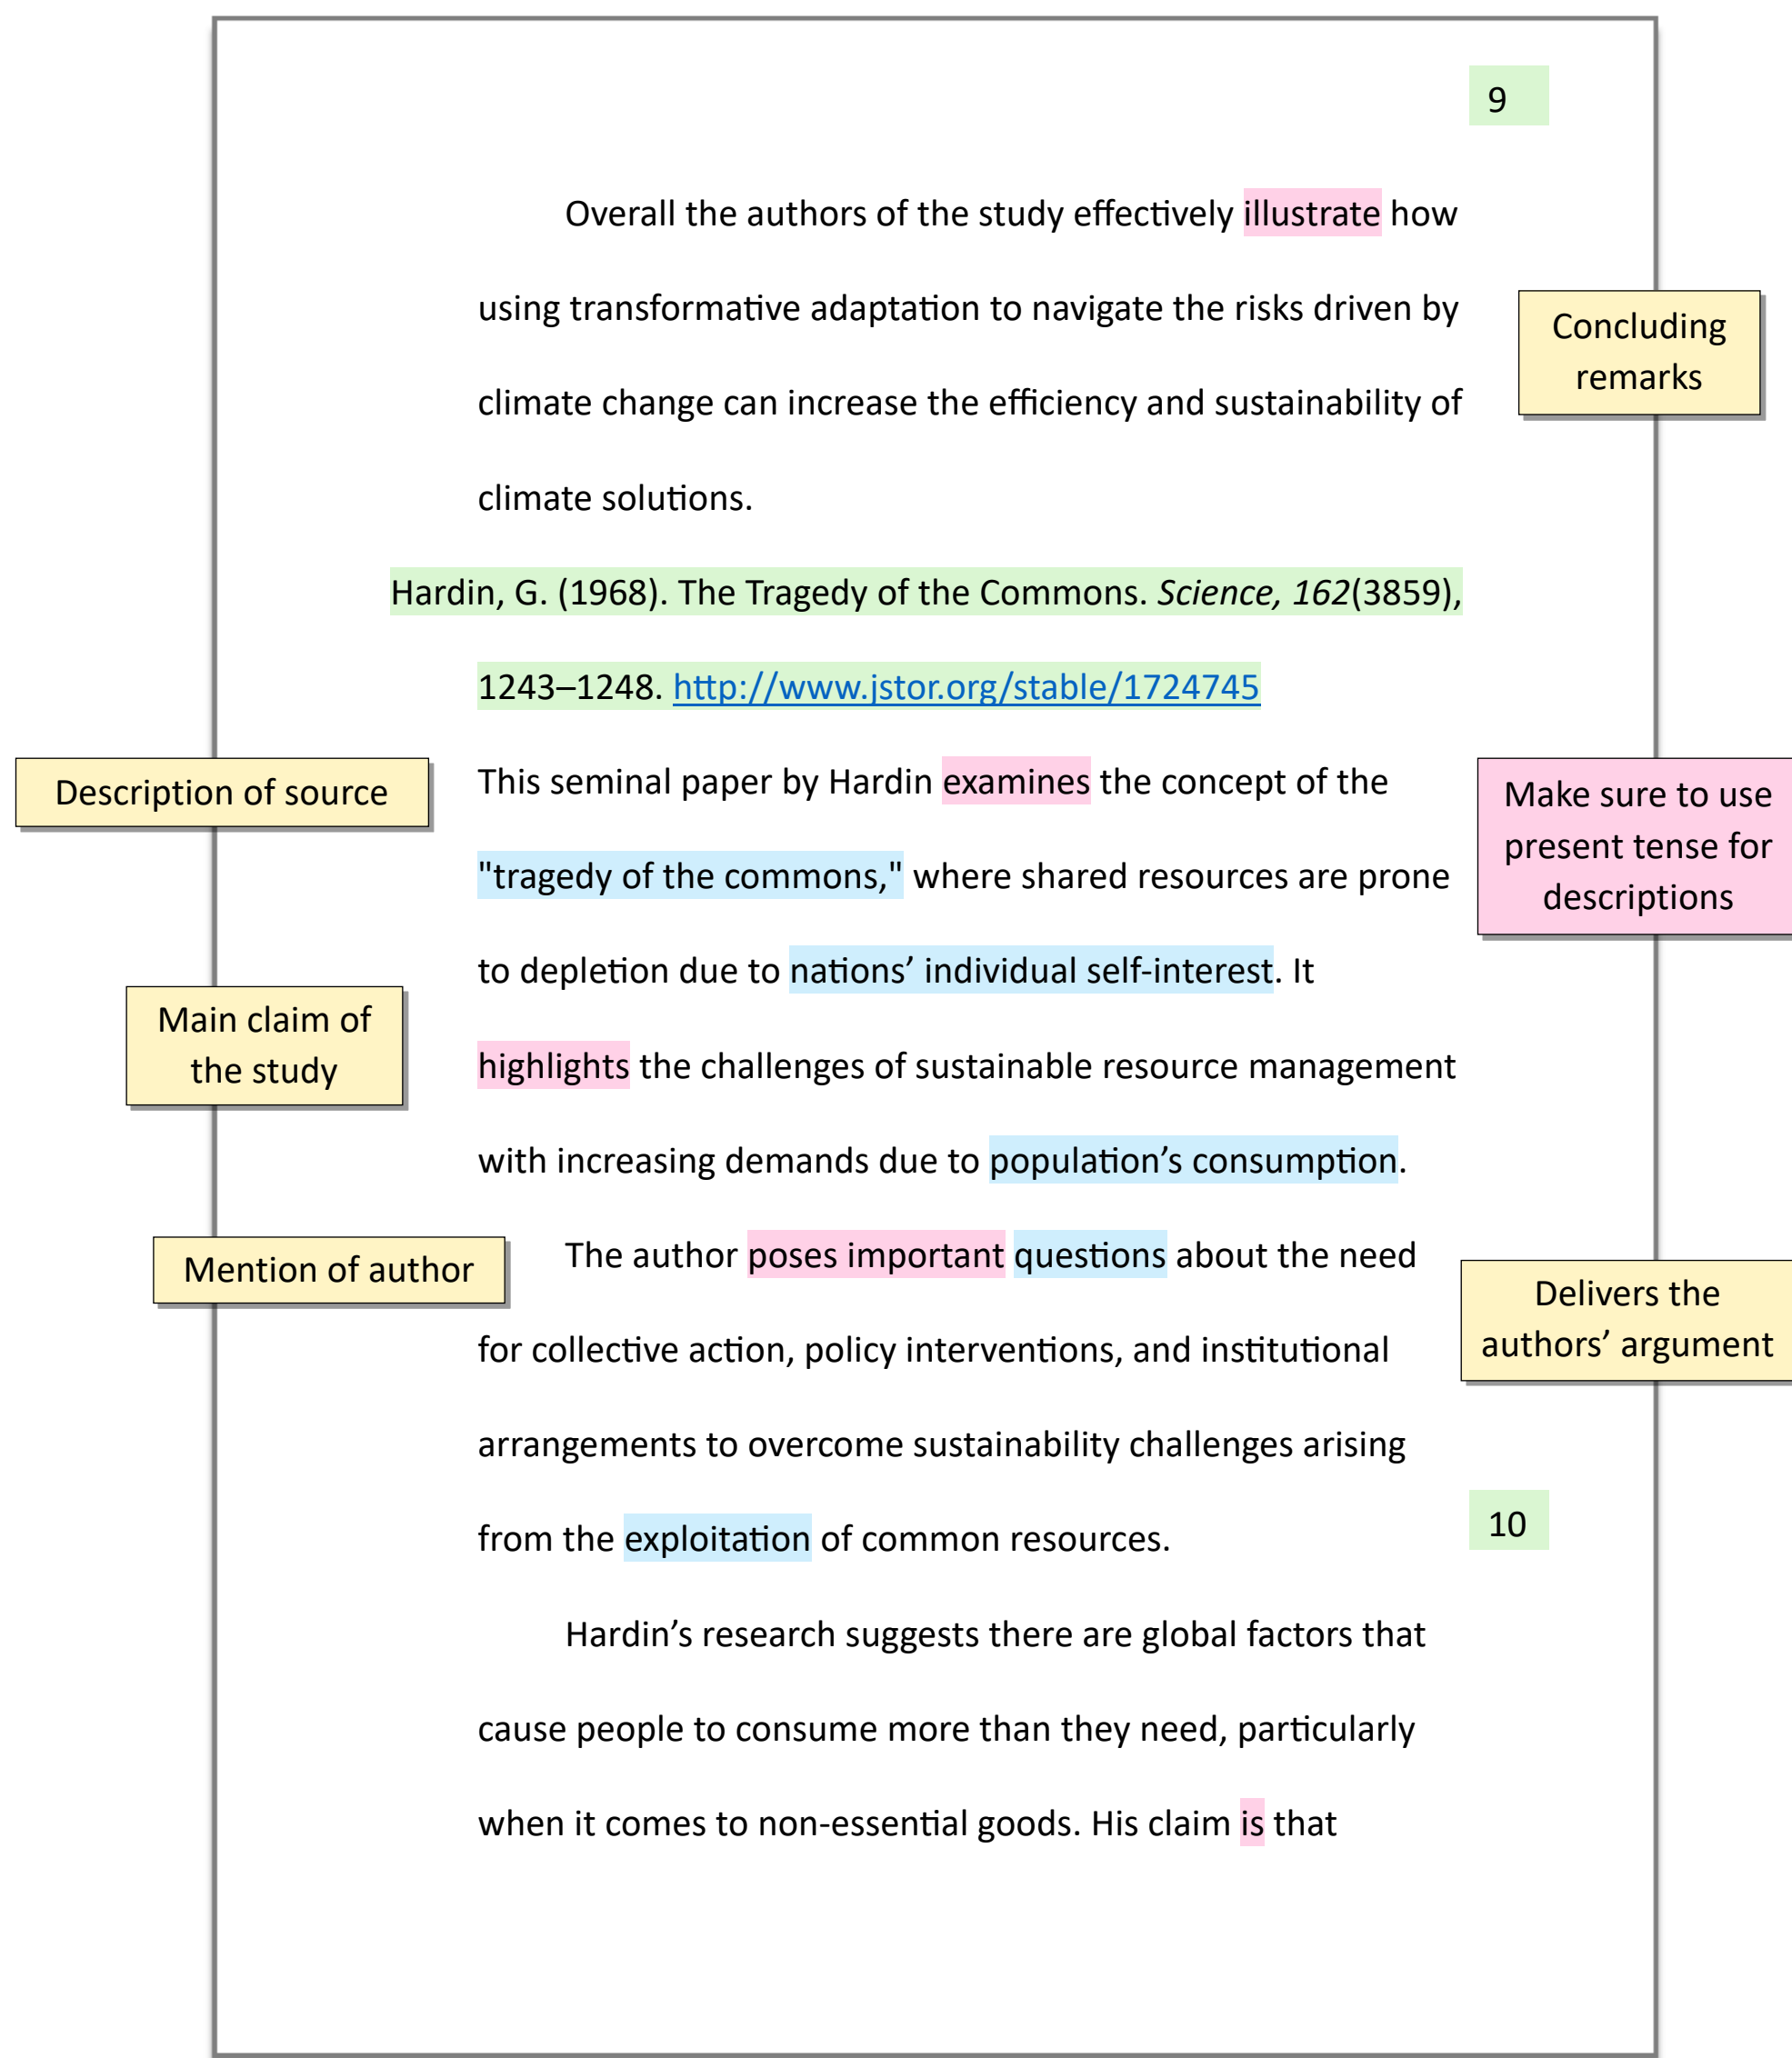 9
Overall the authors of the study effectively illustrate how
using transformative adaptation to navigate the risks driven by
Concluding
remarks
climate change can increase the efficiency and sustainability of
climate solutions.
Hardin, G. (1968). The Tragedy of the Commons. Science, 162(3859),
1243–1248. http://www.jstor.org/stable/1724745
Description of source
This seminal paper by Hardin examines the concept of the
"tragedy of the commons," where shared resources are prone
to depletion due to nations’ individual self-interest. It
Make sure to use
present tense for
descriptions
Main claim of
the study
highlights the challenges of sustainable resource management
with increasing demands due to population’s consumption.
Mention of author
The author poses important questions about the need
for collective action, policy interventions, and institutional
Delivers the
authors’ argument
arrangements to overcome sustainability challenges arising
from the exploitation of common resources.
10
Hardin’s research suggests there are global factors that
cause people to consume more than they need, particularly
when it comes to non-essential goods. His claim is that